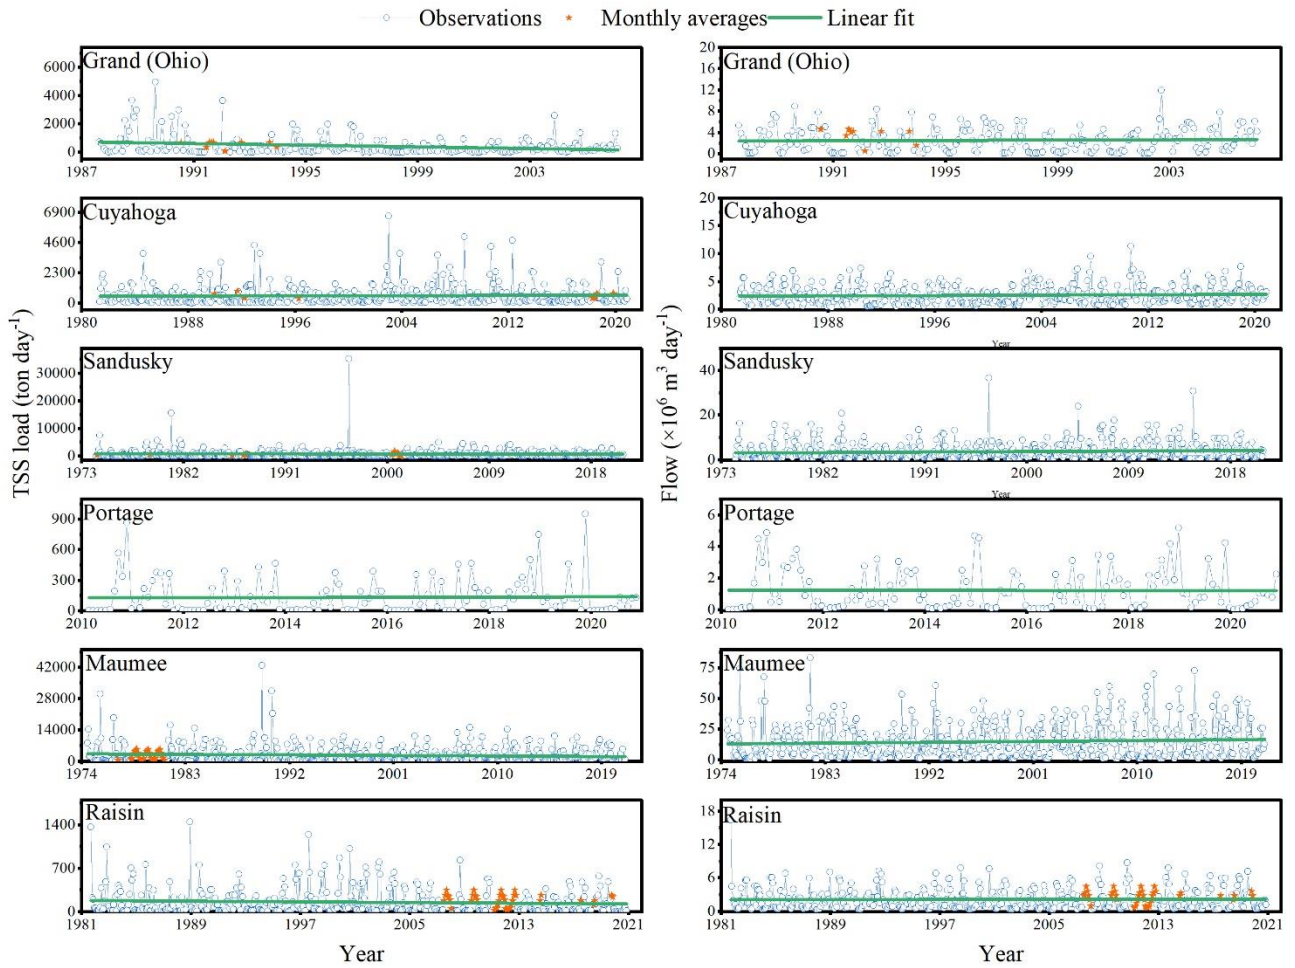 Observations Monthly averages Linear fit
TSS load (ton day-1)
Grand (Ohio)
6000
4000
2000
0
1987 1991 1995 1999 2003
Cuyahoga
6900
4600
2300
0
1980 1988 1996 2004 2012 2020
Sandusky
30000
20000
10000
0
1973 1982 1991 2000 2009 2018
Portage
900
600
300
0
2010 2012 2014 2016 2018 2020
Maumee
42000
28000
14000
0
1974 1983 1992 2001 2010 2019
Raisin
1400
700
0
1981 1989 1997 2005 2013 2021
Year
Flow (×10⁶ m³ day-1)
Grand (Ohio)
20
16
12
8
4
0
1987 1991 1995 1999 2003
Cuyahoga
20
15
10
5
0
1980 1988 1996 2004 2012 2020
Year
Sandusky
40
20
0
1973 1982 1991 2000 2009 2018
Year
Portage
6
4
2
0
2010 2012 2014 2016 2018 2020
Maumee
75
50
25
0
1974 1983 1992 2001 2010 2019
Raisin
18
12
6
0
1981 1989 1997 2005 2013 2021
Year